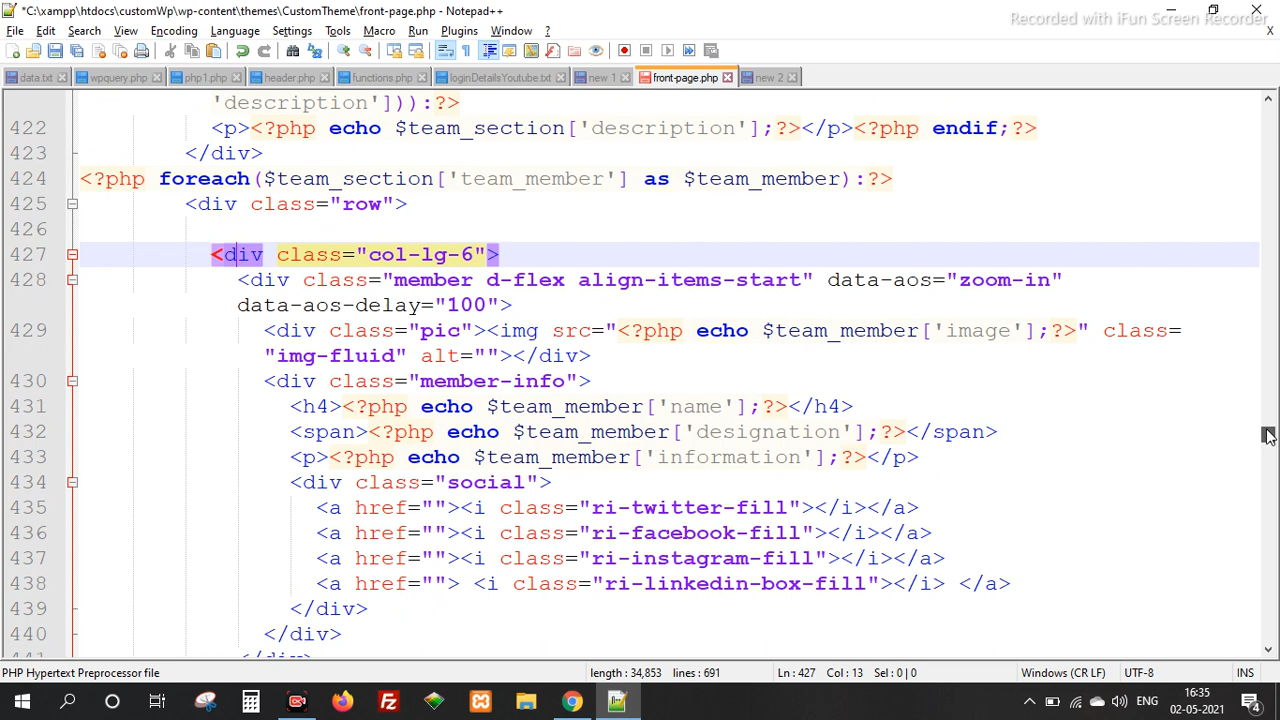 *C:\xampp\htdocs\customWp\wp-content\themes\CustomTheme\front-page.php - Notepad++
Recorded with iFun Screen Recorder
File Edit Search View Encoding Language Settings Tools Macro Run Plugins Window ? X
data.txt wpquery.php php1.php header.php functions.php loginDetailsYoutube.txt new 1 front-page.php new 2
'description'])):?>
422 <p><?php echo $team_section['description'];?></p><?php endif;?>
423 </div>
424 <?php foreach($team_section['team_member'] as $team_member):?>
425 <div class="row">
426
427 <div class="col-lg-6">
428 <div class="member d-flex align-items-start" data-aos="zoom-in"
data-aos-delay="100">
429 <div class="pic"><img src="<?php echo $team_member['image'];?>" class=
"img-fluid" alt=""></div>
430 <div class="member-info">
431 <h4><?php echo $team_member['name'];?></h4>
432 <span><?php echo $team_member['designation'];?></span>
433 <p><?php echo $team_member['information'];?></p>
434 <div class="social">
435 <a href=""><i class="ri-twitter-fill"></i></a>
436 <a href=""><i class="ri-facebook-fill"></i></a>
437 <a href=""><i class="ri-instagram-fill"></i></a>
438 <a href=""> <i class="ri-linkedin-box-fill"></i> </a>
439 </div>
440 </div>
441 </div>
PHP Hypertext Preprocessor file length : 34,853 lines : 691 Ln : 427 Col : 13 Sel : 0 | 0 Windows (CR LF) UTF-8 INS
ENG 16:35
02-05-2021 4